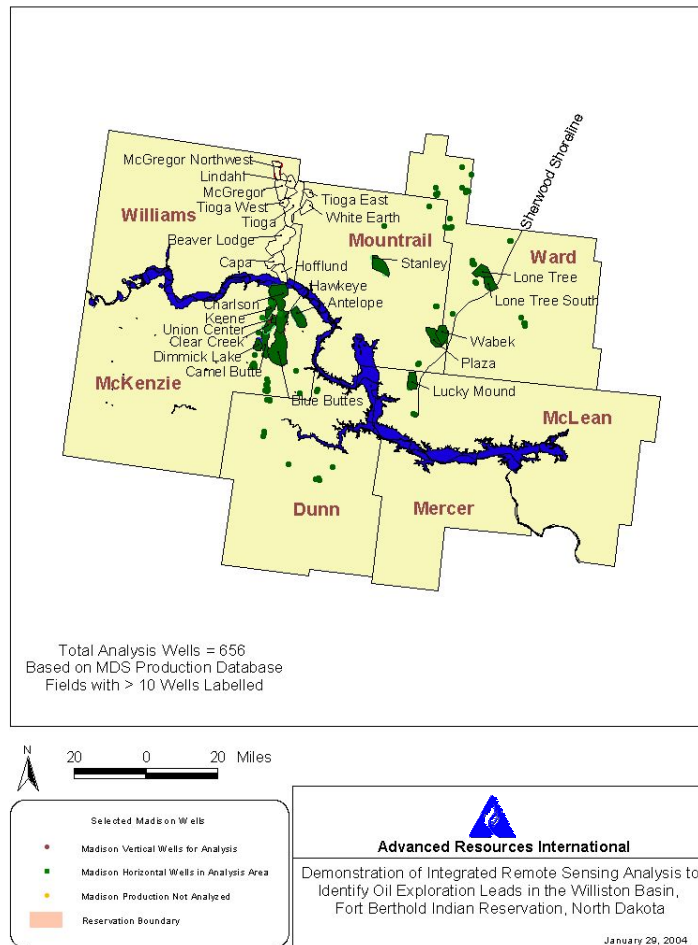 Sherwood Shoreline
McGregor Northwest
Lindahl
McGregor
Tioga West
Tioga
Tioga East
White Earth
Williams
Beaver Lodge
Mountrail
Ward
Capa
Hofflund
Stanley
Lone Tree
Hawkeye
Lone Tree South
Charlson
Antelope
Keene
Union Center
Clear Creek
Wabek
Dimmick Lake
Plaza
Camel Butte
McKenzie
Lucky Mound
Blue Buttes
McLean
Dunn
Mercer
Total Analysis Wells = 656
Based on MDS Production Database
Fields with > 10 Wells Labelled
N
20 0 20 Miles
Selected Madison Wells
Madison Vertical Wells for Analysis
Madison Horizontal Wells in Analysis Area
Madison Production Not Analyzed
Reservation Boundary
Advanced Resources International
Demonstration of Integrated Remote Sensing Analysis to
Identify Oil Exploration Leads in the Williston Basin,
Fort Berthold Indian Reservation, North Dakota
January 29, 2004